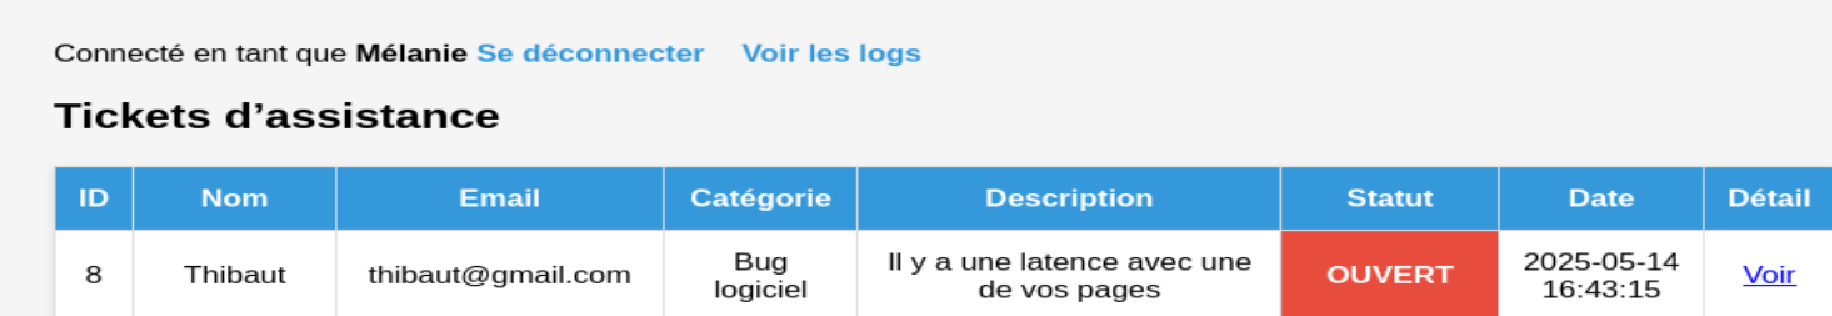 Connecté en tant que Mélanie Se déconnecter Voir les logs
Tickets d’assistance
ID Nom Email Catégorie Description Statut Date Détail
8 Thibaut thibaut@gmail.com Bug logiciel Il y a une latence avec une de vos pages OUVERT 2025-05-14 16:43:15 Voir